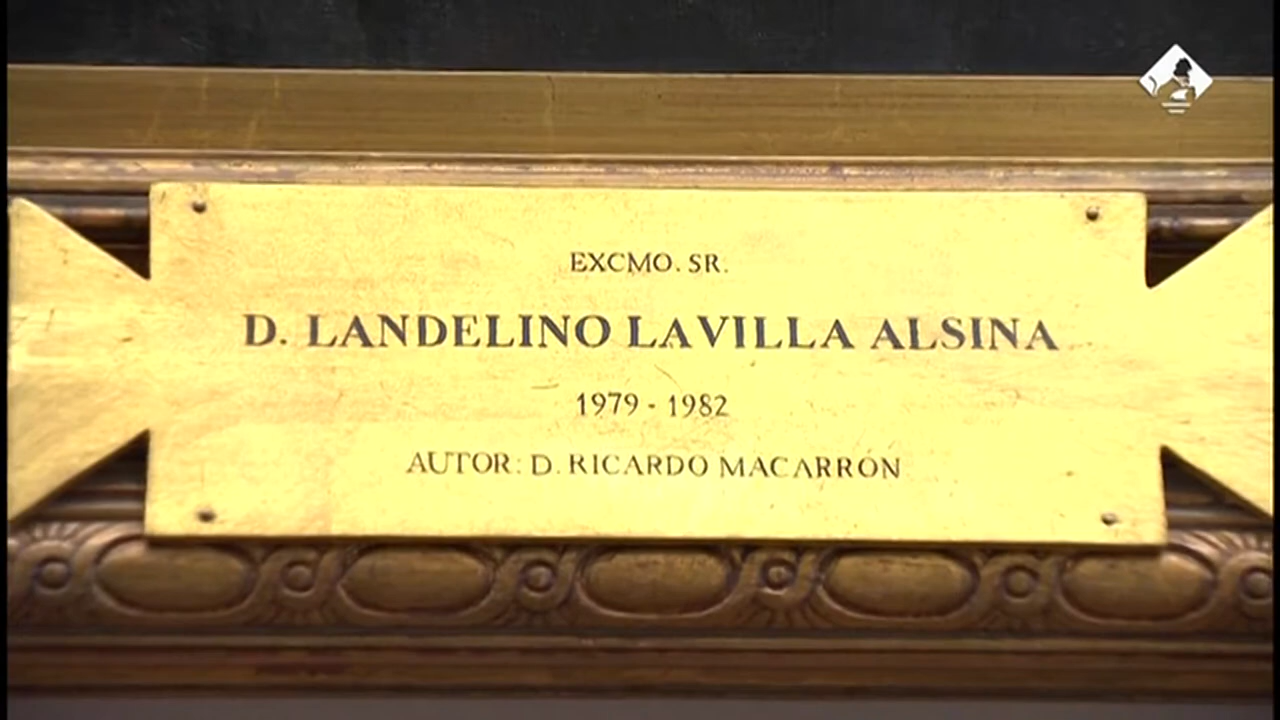 EXCMO. SR.
D. LANDELINO LAVILLA ALSINA
1979 - 1982
AUTOR: D. RICARDO MACARRÓN